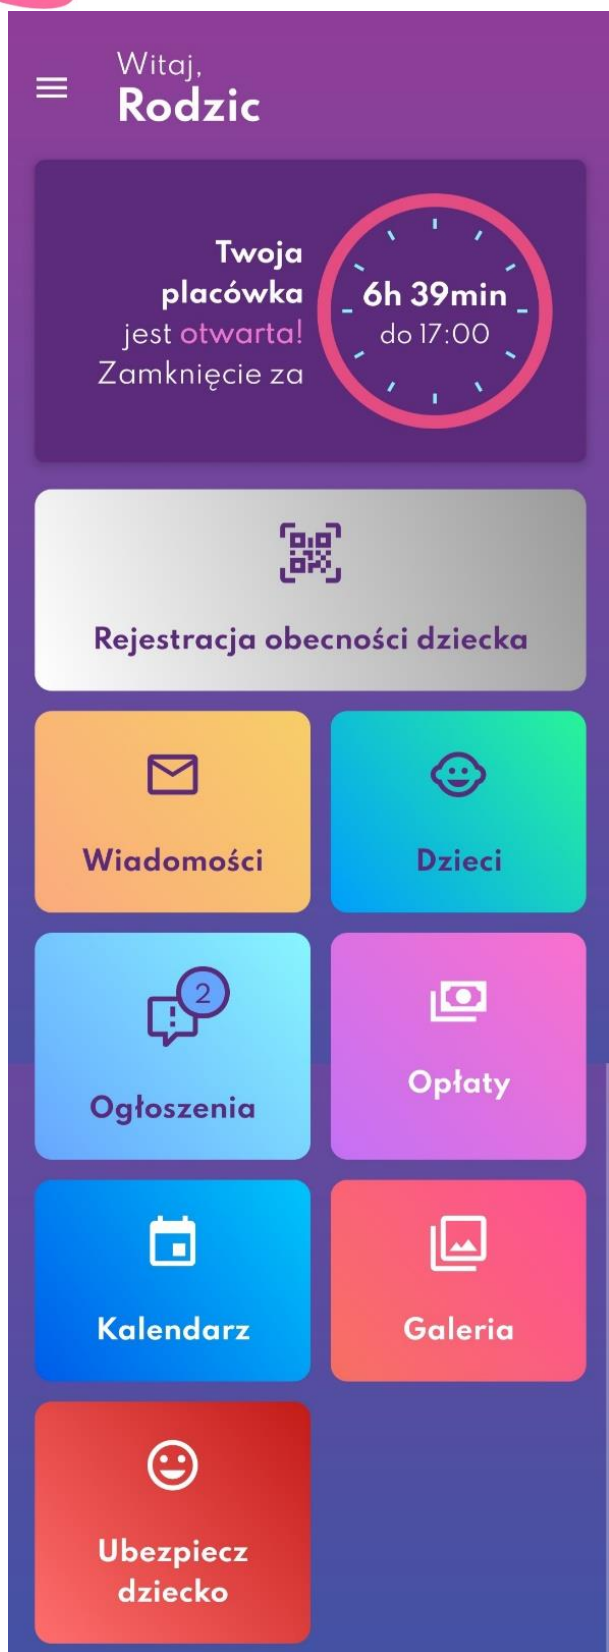 Witaj,
Rodzic
Twoja
placówka
jest otwarta!
Zamknięcie za
6h 39min
do 17:00
Rejestracja obecności dziecka
Wiadomości
Dzieci
2
Ogłoszenia
Opłaty
Kalendarz
Galeria
Ubezpiecz
dziecko